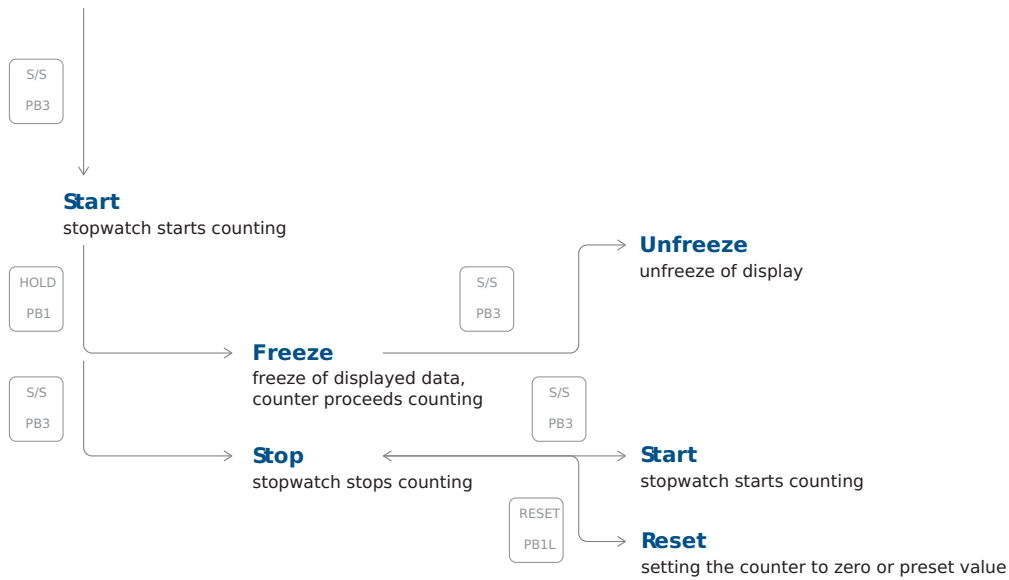 S/S
PB3
Start
stopwatch starts counting
HOLD
PB1
S/S
PB3
Unfreeze
unfreeze of display
Freeze
freeze of displayed data,
counter proceeds counting
S/S
PB3
S/S
PB3
Stop
stopwatch stops counting
Start
stopwatch starts counting
RESET
PB1L
Reset
setting the counter to zero or preset value